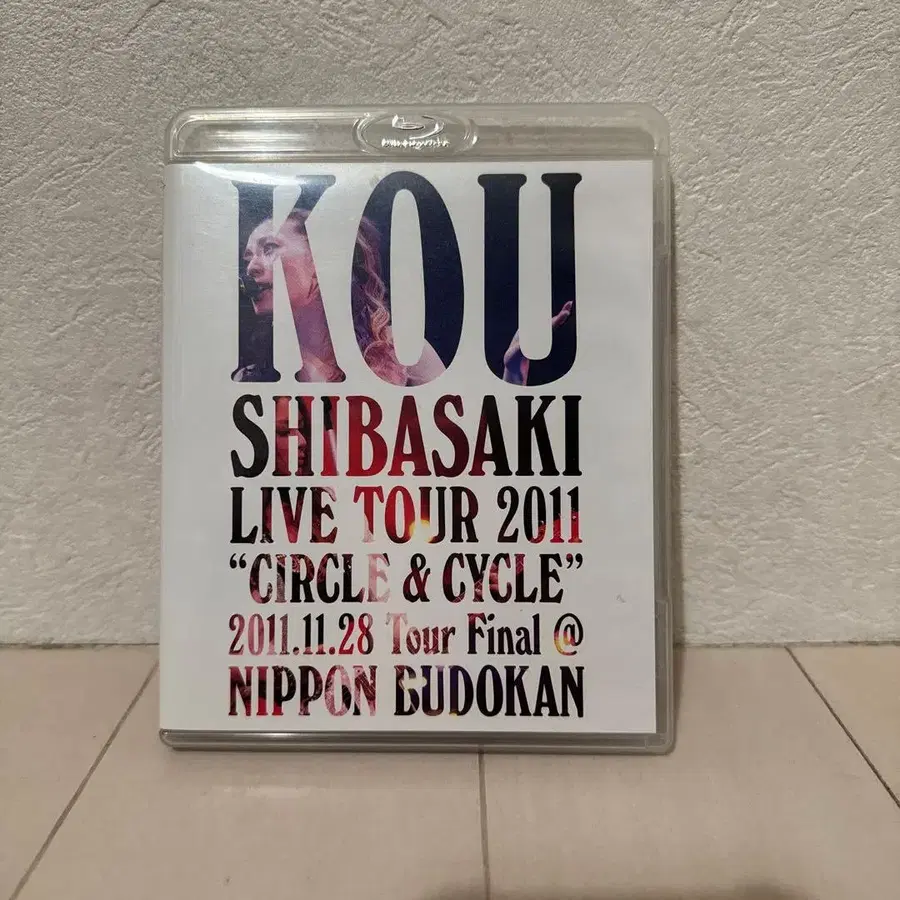 KOU
SHIBASAKI
LIVE TOUR 2011
“CIRCLE & CYCLE”
2011.11.28 Tour Final @
NIPPON BUDOKAN